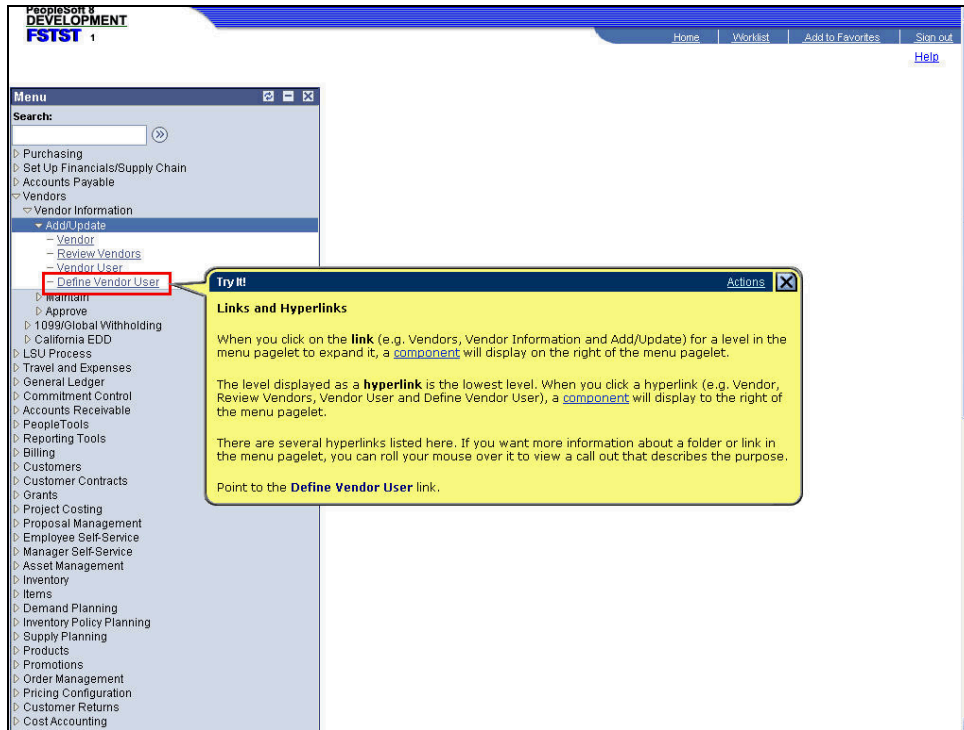 PeopleSoft 8
DEVELOPMENT
FSTST 1
Home Worklist Add to Favorites Sign out
Help
Menu
Search:
Purchasing
Set Up Financials/Supply Chain
Accounts Payable
Vendors
Vendor Information
Add/Update
– Vendor
– Review Vendors
– Vendor User
– Define Vendor User
Maintain
Approve
1099/Global Withholding
California EDD
LSU Process
Travel and Expenses
General Ledger
Commitment Control
Accounts Receivable
PeopleTools
Reporting Tools
Billing
Customers
Customer Contracts
Grants
Project Costing
Proposal Management
Employee Self-Service
Manager Self-Service
Asset Management
Inventory
Items
Demand Planning
Inventory Policy Planning
Supply Planning
Products
Promotions
Order Management
Pricing Configuration
Customer Returns
Cost Accounting
Try It! Actions
Links and Hyperlinks
When you click on the link (e.g. Vendors, Vendor Information and Add/Update) for a level in the
menu pagelet to expand it, a component will display on the right of the menu pagelet.
The level displayed as a hyperlink is the lowest level. When you click a hyperlink (e.g. Vendor,
Review Vendors, Vendor User and Define Vendor User), a component will display to the right of
the menu pagelet.
There are several hyperlinks listed here. If you want more information about a folder or link in
the menu pagelet, you can roll your mouse over it to view a call out that describes the purpose.
Point to the Define Vendor User link.